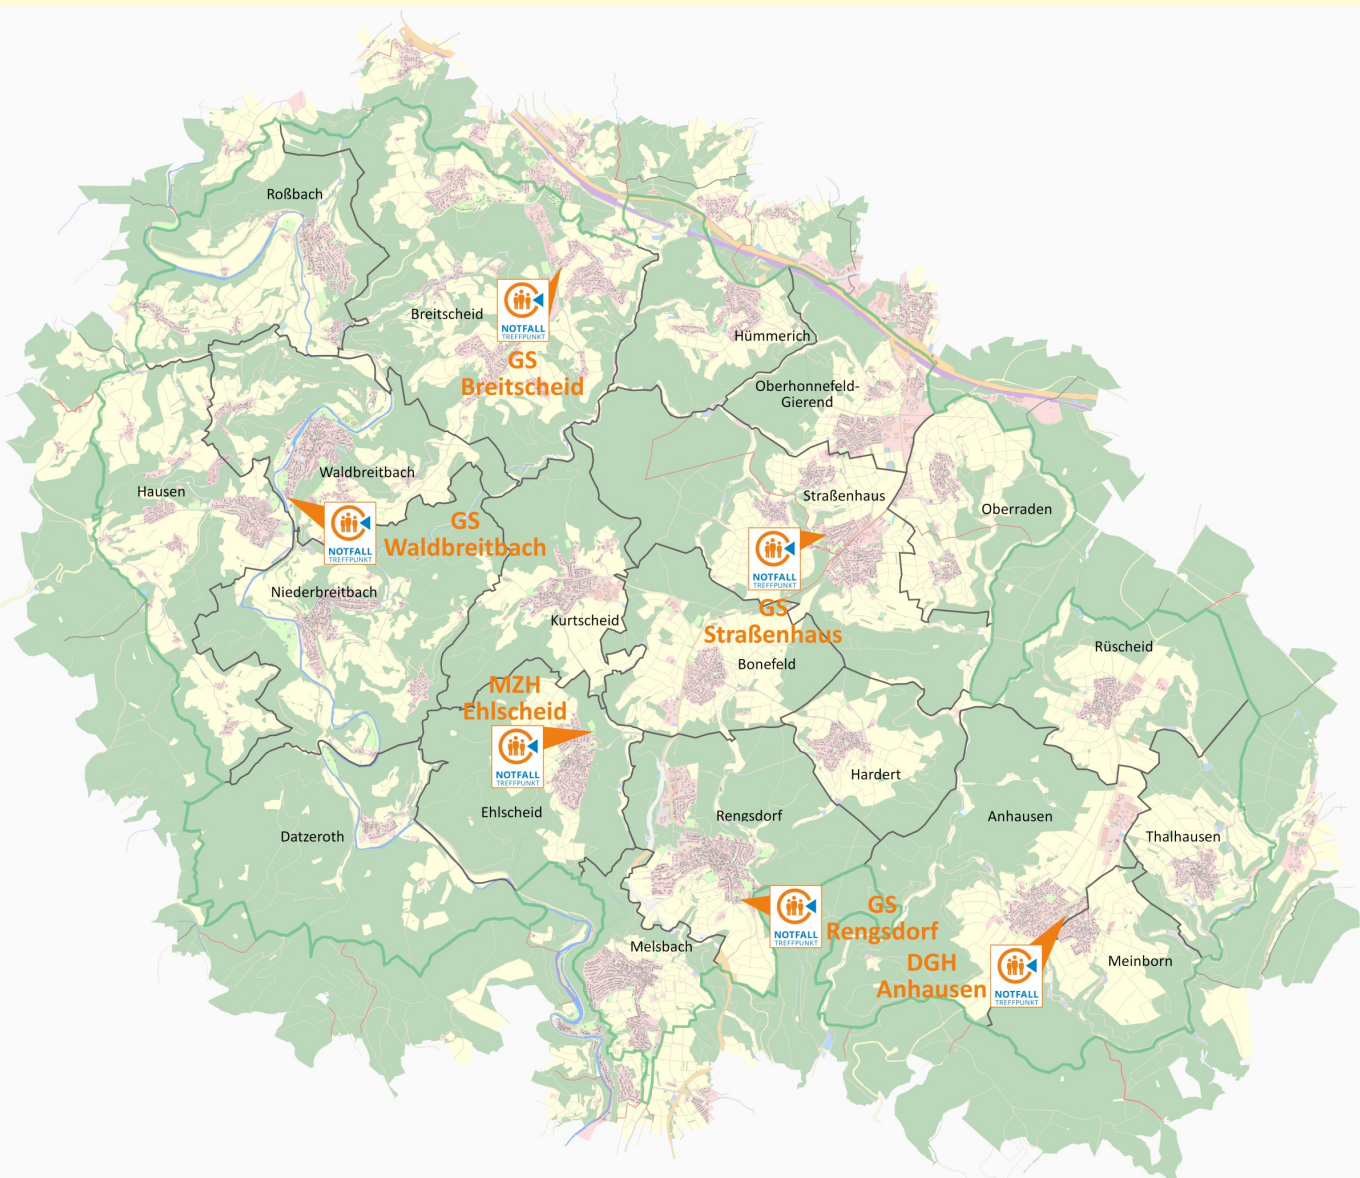 Roßbach
Breitscheid
NOTFALL
TREFFPUNKT
GS
Breitscheid
Hümmerich
Oberhonnefeld-
Gierend
Waldbreitbach
Hausen
NOTFALL
TREFFPUNKT
GS
Waldbreitbach
Straßenhaus
Oberraden
NOTFALL
TREFFPUNKT
GS
Straßenhaus
Niederbreitbach
Kurtscheid
Bonefeld
Rüscheid
MZH
Ehlscheid
NOTFALL
TREFFPUNKT
Ehlscheid
Hardert
Rengsdorf
Anhausen
Thalhausen
Datzeroth
NOTFALL
TREFFPUNKT
GS
Rengsdorf
Melsbach
DGH
Anhausen
NOTFALL
TREFFPUNKT
Meinborn